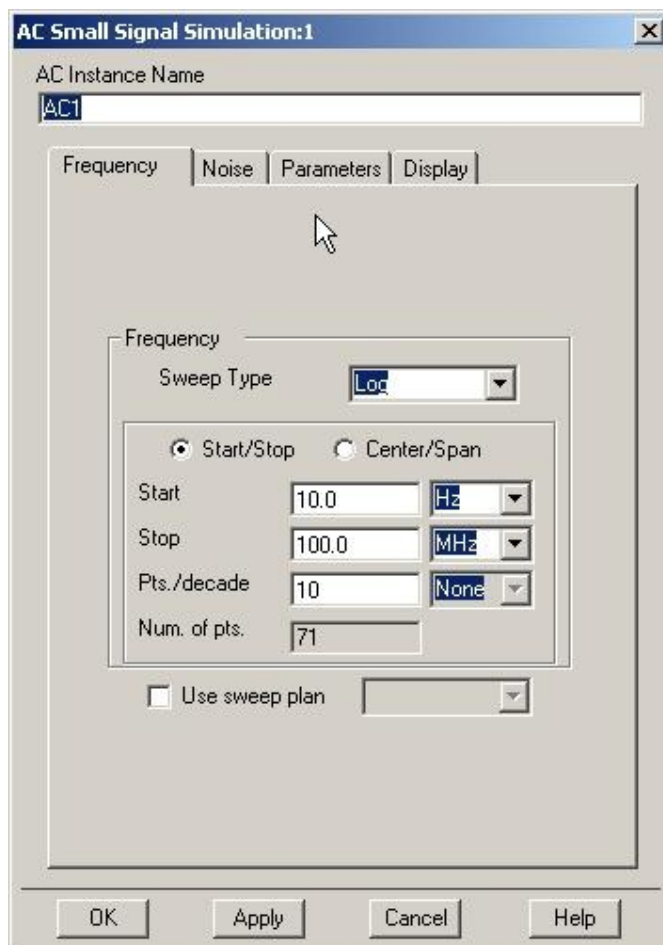 AC Small Signal Simulation:1
AC Instance Name
AC1
Frequency Noise Parameters Display
Frequency
Sweep Type Log
Start/Stop Center/Span
Start 10.0 Hz
Stop 100.0 MHz
Pts./decade 10 None
Num. of pts. 71
Use sweep plan
OK Apply Cancel Help